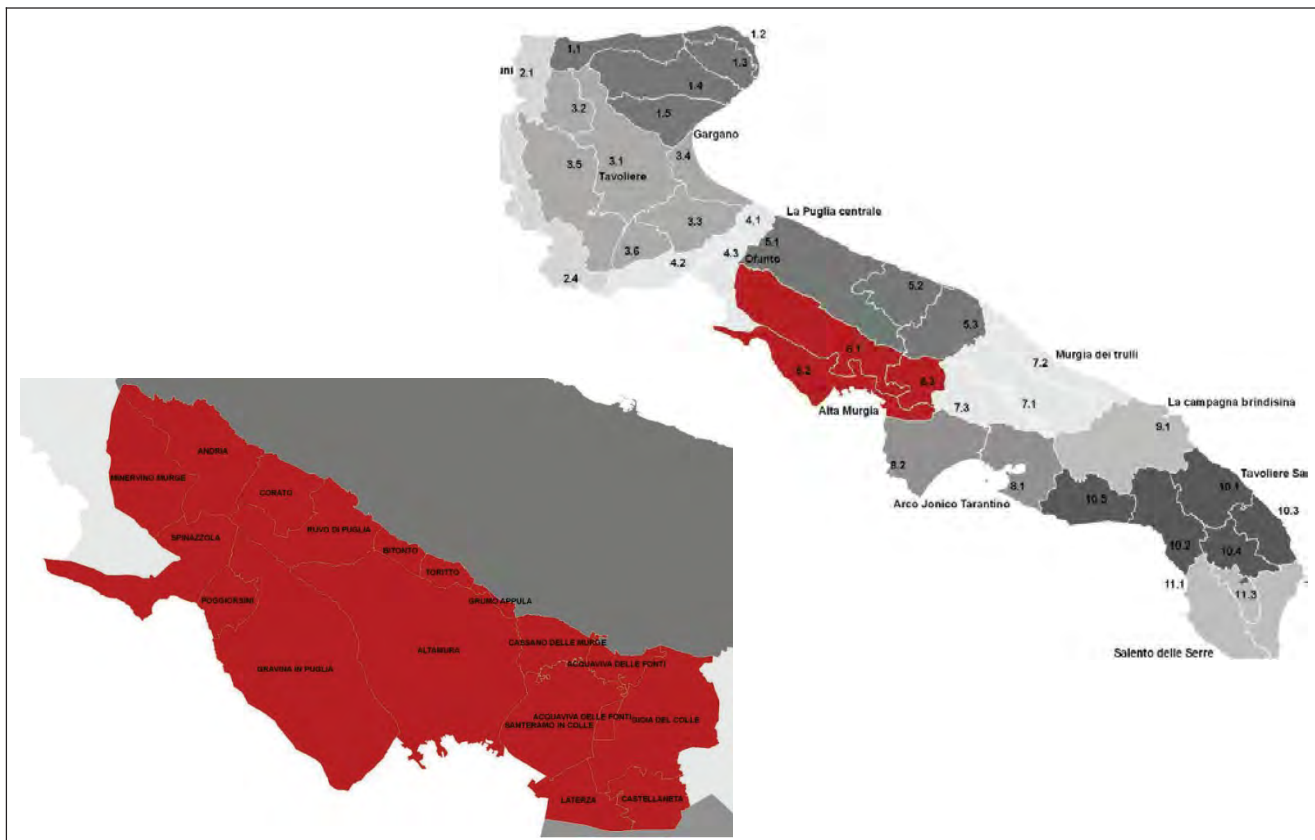 1.2
1.1
1.3
2.1
uni
1.4
3.2
1.5
Gargano
3.4
3.1
3.5
Tavoliere
La Puglia centrale
4.1
3.3
5.1
3.6
4.3
Ofanto
4.2
2.4
5.2
5.3
6.1
Murgia dei trulli
7.2
6.2
6.3
La campagna brindisina
7.3
7.1
Alta Murgia
9.1
8.2
Tavoliere Sal
8.1
10.1
Arco Jonico Tarantino
10.5
10.3
10.2
10.4
11.1
11.3
Salento delle Serre
ANDRIA
MINERVINO MURGE
CORATO
RUVO DI PUGLIA
SPINAZZOLA
BITONTO
TORITTO
POGGIORSINI
GRUMO APPULA
CASSANO DELLE MURGE
ALTAMURA
ACQUAVIVA DELLE FONTI
GRAVINA IN PUGLIA
ACQUAVIVA DELLE FONTI
SANTERAMO IN COLLE
GIOIA DEL COLLE
LATERZA
CASTELLANETA